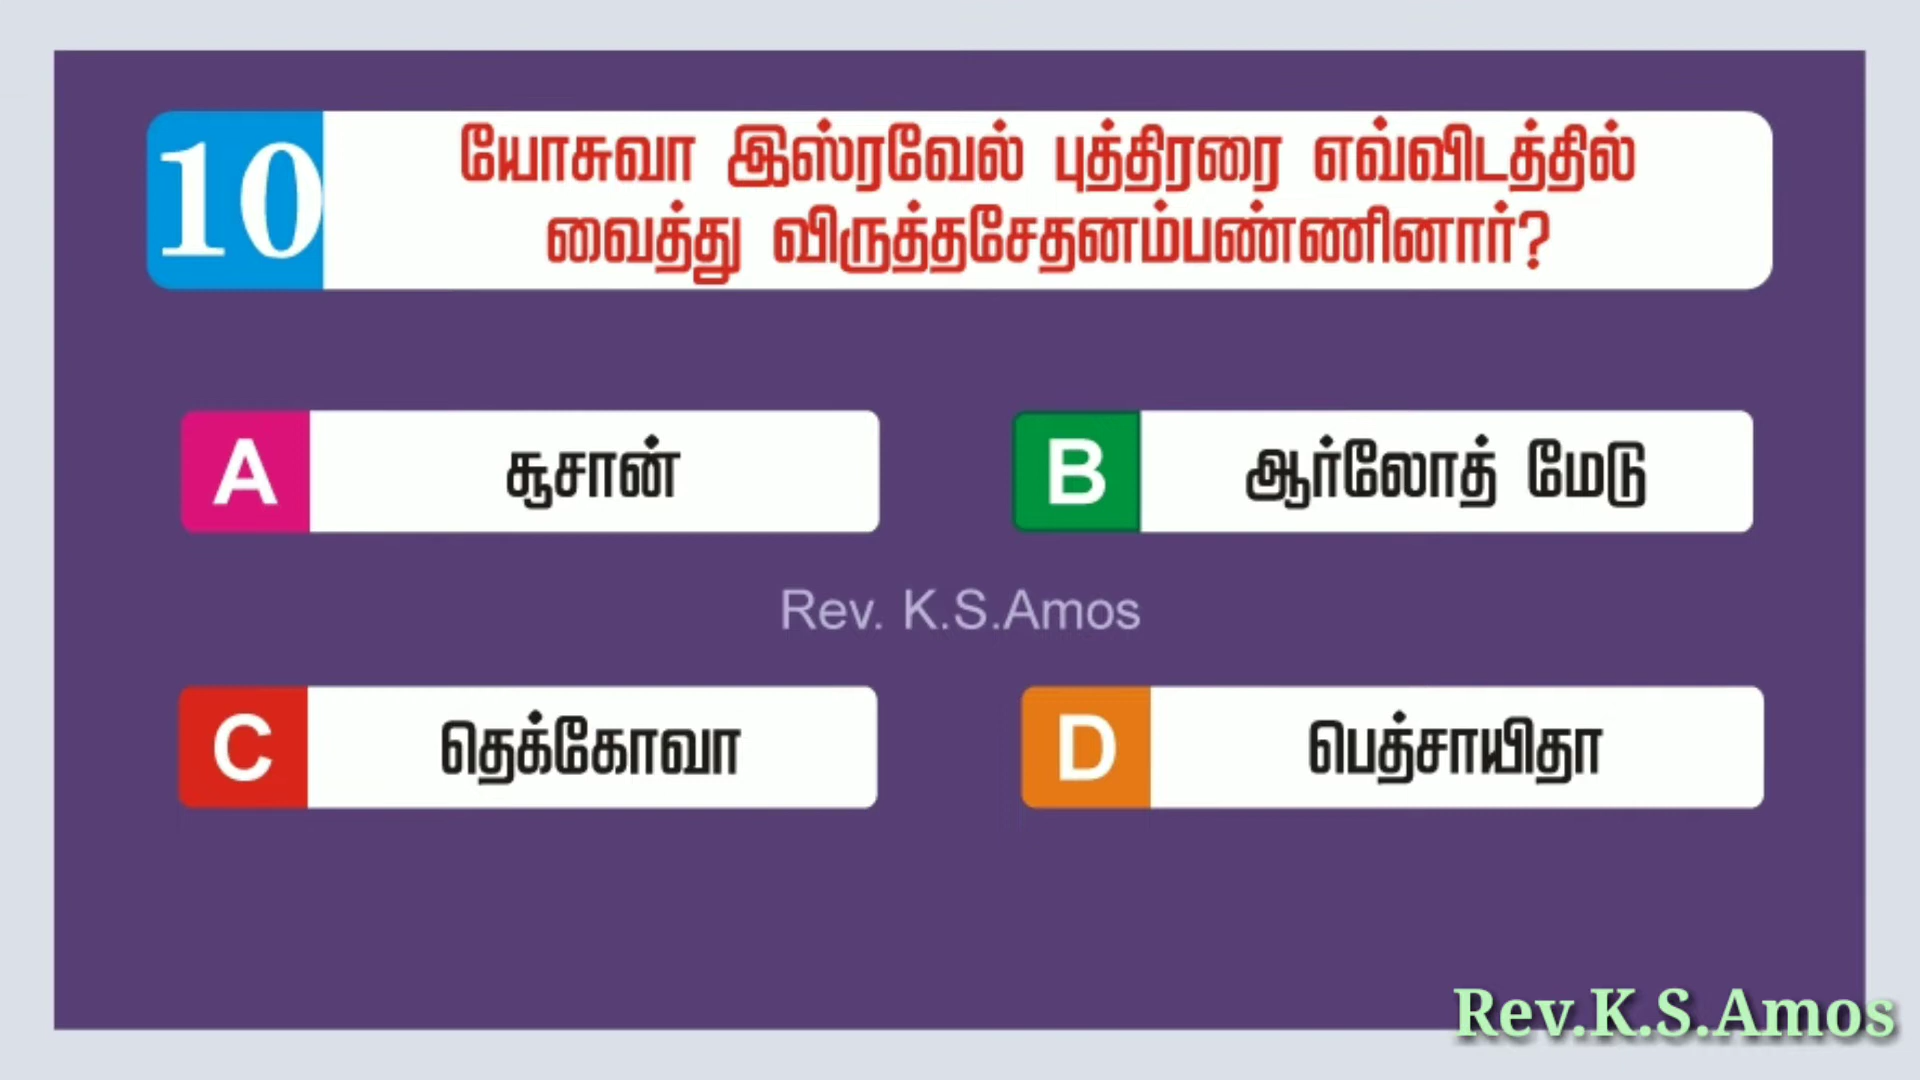 10
யோசுவா இஸ்ரவேல் புத்திரரை எவ்விடத்தில்
வைத்து விருத்தசேதனம்பண்ணினார்?
A சூசான்
B ஆர்லோத் மேடு
Rev. K.S.Amos
C தெக்கோவா
D பெத்சாயிதா
Rev.K.S.Amos